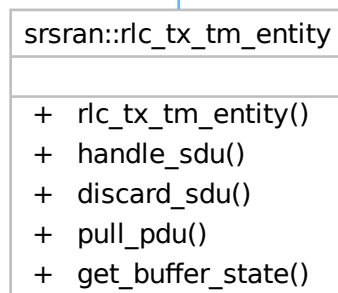 srsran::rlc_tx_tm_entity
+ rlc_tx_tm_entity()
+ handle_sdu()
+ discard_sdu()
+ pull_pdu()
+ get_buffer_state()